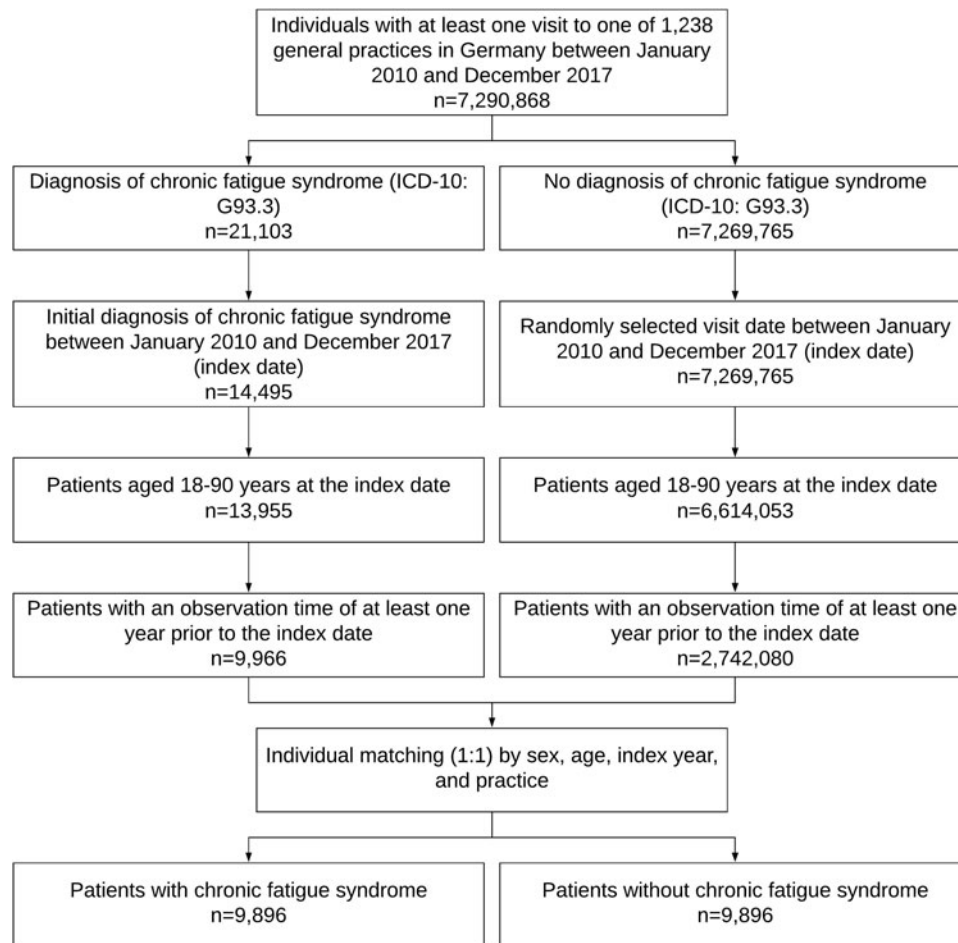 Individuals with at least one visit to one of 1,238
general practices in Germany between January
2010 and December 2017
n=7,290,868
Diagnosis of chronic fatigue syndrome (ICD-10:
G93.3)
n=21,103
No diagnosis of chronic fatigue syndrome
(ICD-10: G93.3)
n=7,269,765
Initial diagnosis of chronic fatigue syndrome
between January 2010 and December 2017
(index date)
n=14,495
Randomly selected visit date between January
2010 and December 2017 (index date)
n=7,269,765
Patients aged 18-90 years at the index date
n=13,955
Patients aged 18-90 years at the index date
n=6,614,053
Patients with an observation time of at least one
year prior to the index date
n=9,966
Patients with an observation time of at least one
year prior to the index date
n=2,742,080
Individual matching (1:1) by sex, age, index year,
and practice
Patients with chronic fatigue syndrome
n=9,896
Patients without chronic fatigue syndrome
n=9,896